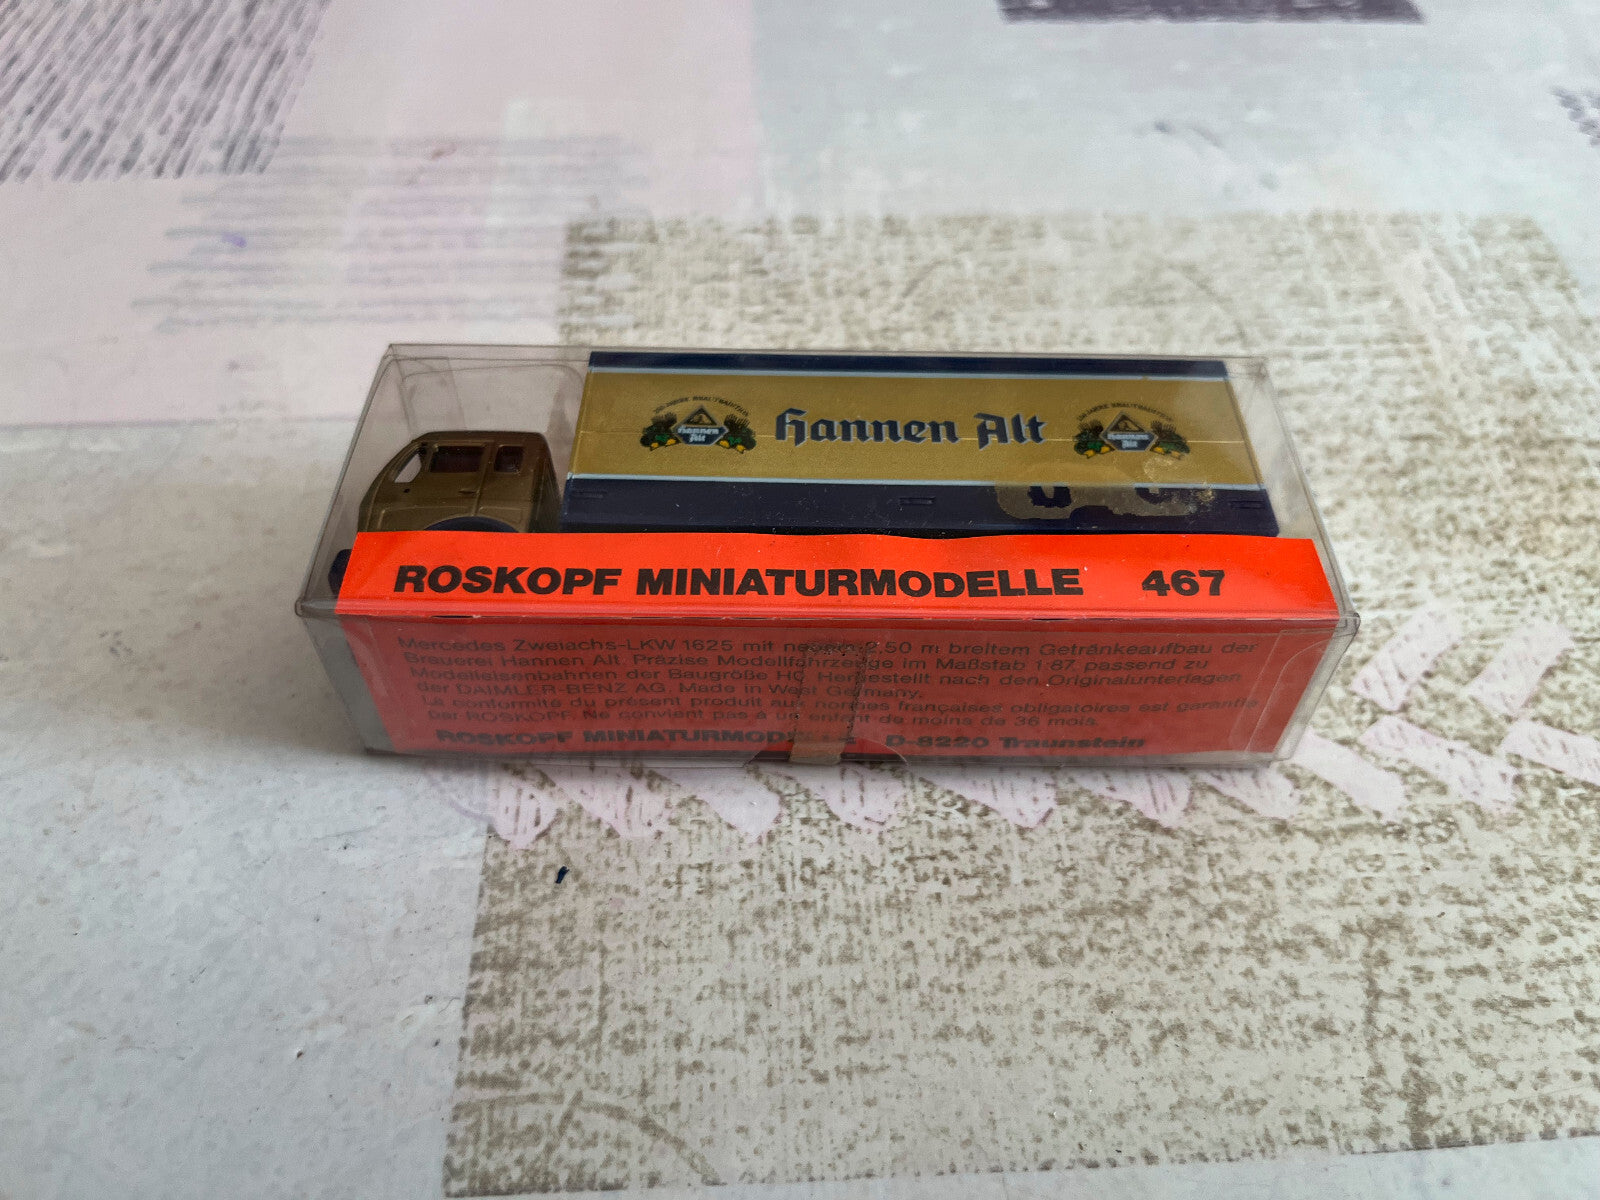 Hannen Alt
Hannen
Alt
Hannen
Alt
ROSKOPF MINIATURMODELLE 467
Mercedes Zweiachs-LKW 1625 mit neuem 2,50 m breitem Getränkeaufbau der
Brauerei Hannen Alt. Präzise Modellfahrzeuge im Maßstab 1:87 passend zu
Modelleisenbahnen der Baugröße HO. Hergestellt nach den Originalunterlagen
der DAIMLER-BENZ AG. Made in West Germany.
La conformité du présent produit aux normes françaises obligatoires est garantie
par ROSKOPF. Ne convient pas à un enfant de moins de 36 mois.
ROSKOPF MINIATURMODELLE D-8220 Traunstein